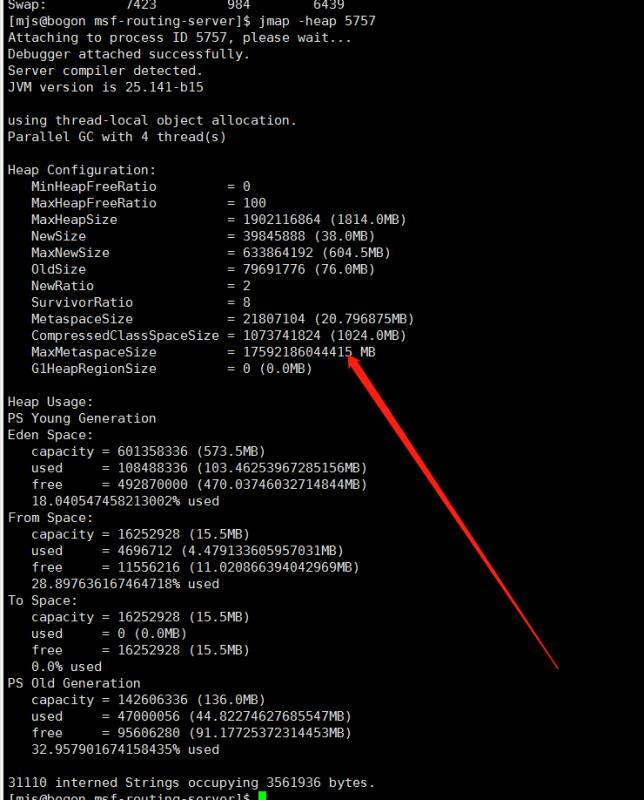 Swap: 7423 984 6439
[mjs@bogon msf-routing-server]$ jmap -heap 5757
Attaching to process ID 5757, please wait...
Debugger attached successfully.
Server compiler detected.
JVM version is 25.141-b15
using thread-local object allocation.
Parallel GC with 4 thread(s)
Heap Configuration:
MinHeapFreeRatio = 0
MaxHeapFreeRatio = 100
MaxHeapSize = 1902116864 (1814.0MB)
NewSize = 39845888 (38.0MB)
MaxNewSize = 633864192 (604.5MB)
OldSize = 79691776 (76.0MB)
NewRatio = 2
SurvivorRatio = 8
MetaspaceSize = 21807104 (20.796875MB)
CompressedClassSpaceSize = 1073741824 (1024.0MB)
MaxMetaspaceSize = 17592186044415 MB
G1HeapRegionSize = 0 (0.0MB)
Heap Usage:
PS Young Generation
Eden Space:
capacity = 601358336 (573.5MB)
used = 108488336 (103.46253967285156MB)
free = 492870000 (470.03746032714844MB)
18.040547458213002% used
From Space:
capacity = 16252928 (15.5MB)
used = 4696712 (4.479133605957031MB)
free = 11556216 (11.020866394042969MB)
28.897636167464718% used
To Space:
capacity = 16252928 (15.5MB)
used = 0 (0.0MB)
free = 16252928 (15.5MB)
0.0% used
PS Old Generation
capacity = 142606336 (136.0MB)
used = 47000056 (44.82274627685547MB)
free = 95606280 (91.17725372314453MB)
32.957901674158435% used
31110 interned Strings occupying 3561936 bytes.
[mjs@bogon msf-routing-server]$